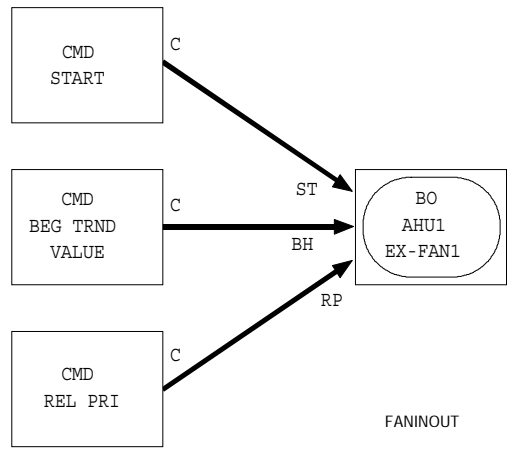 CMD
START
C
ST
CMD
BEG TRND
VALUE
C
BH
BO
AHU1
EX-FAN1
RP
C
CMD
REL PRI
FANINOUT